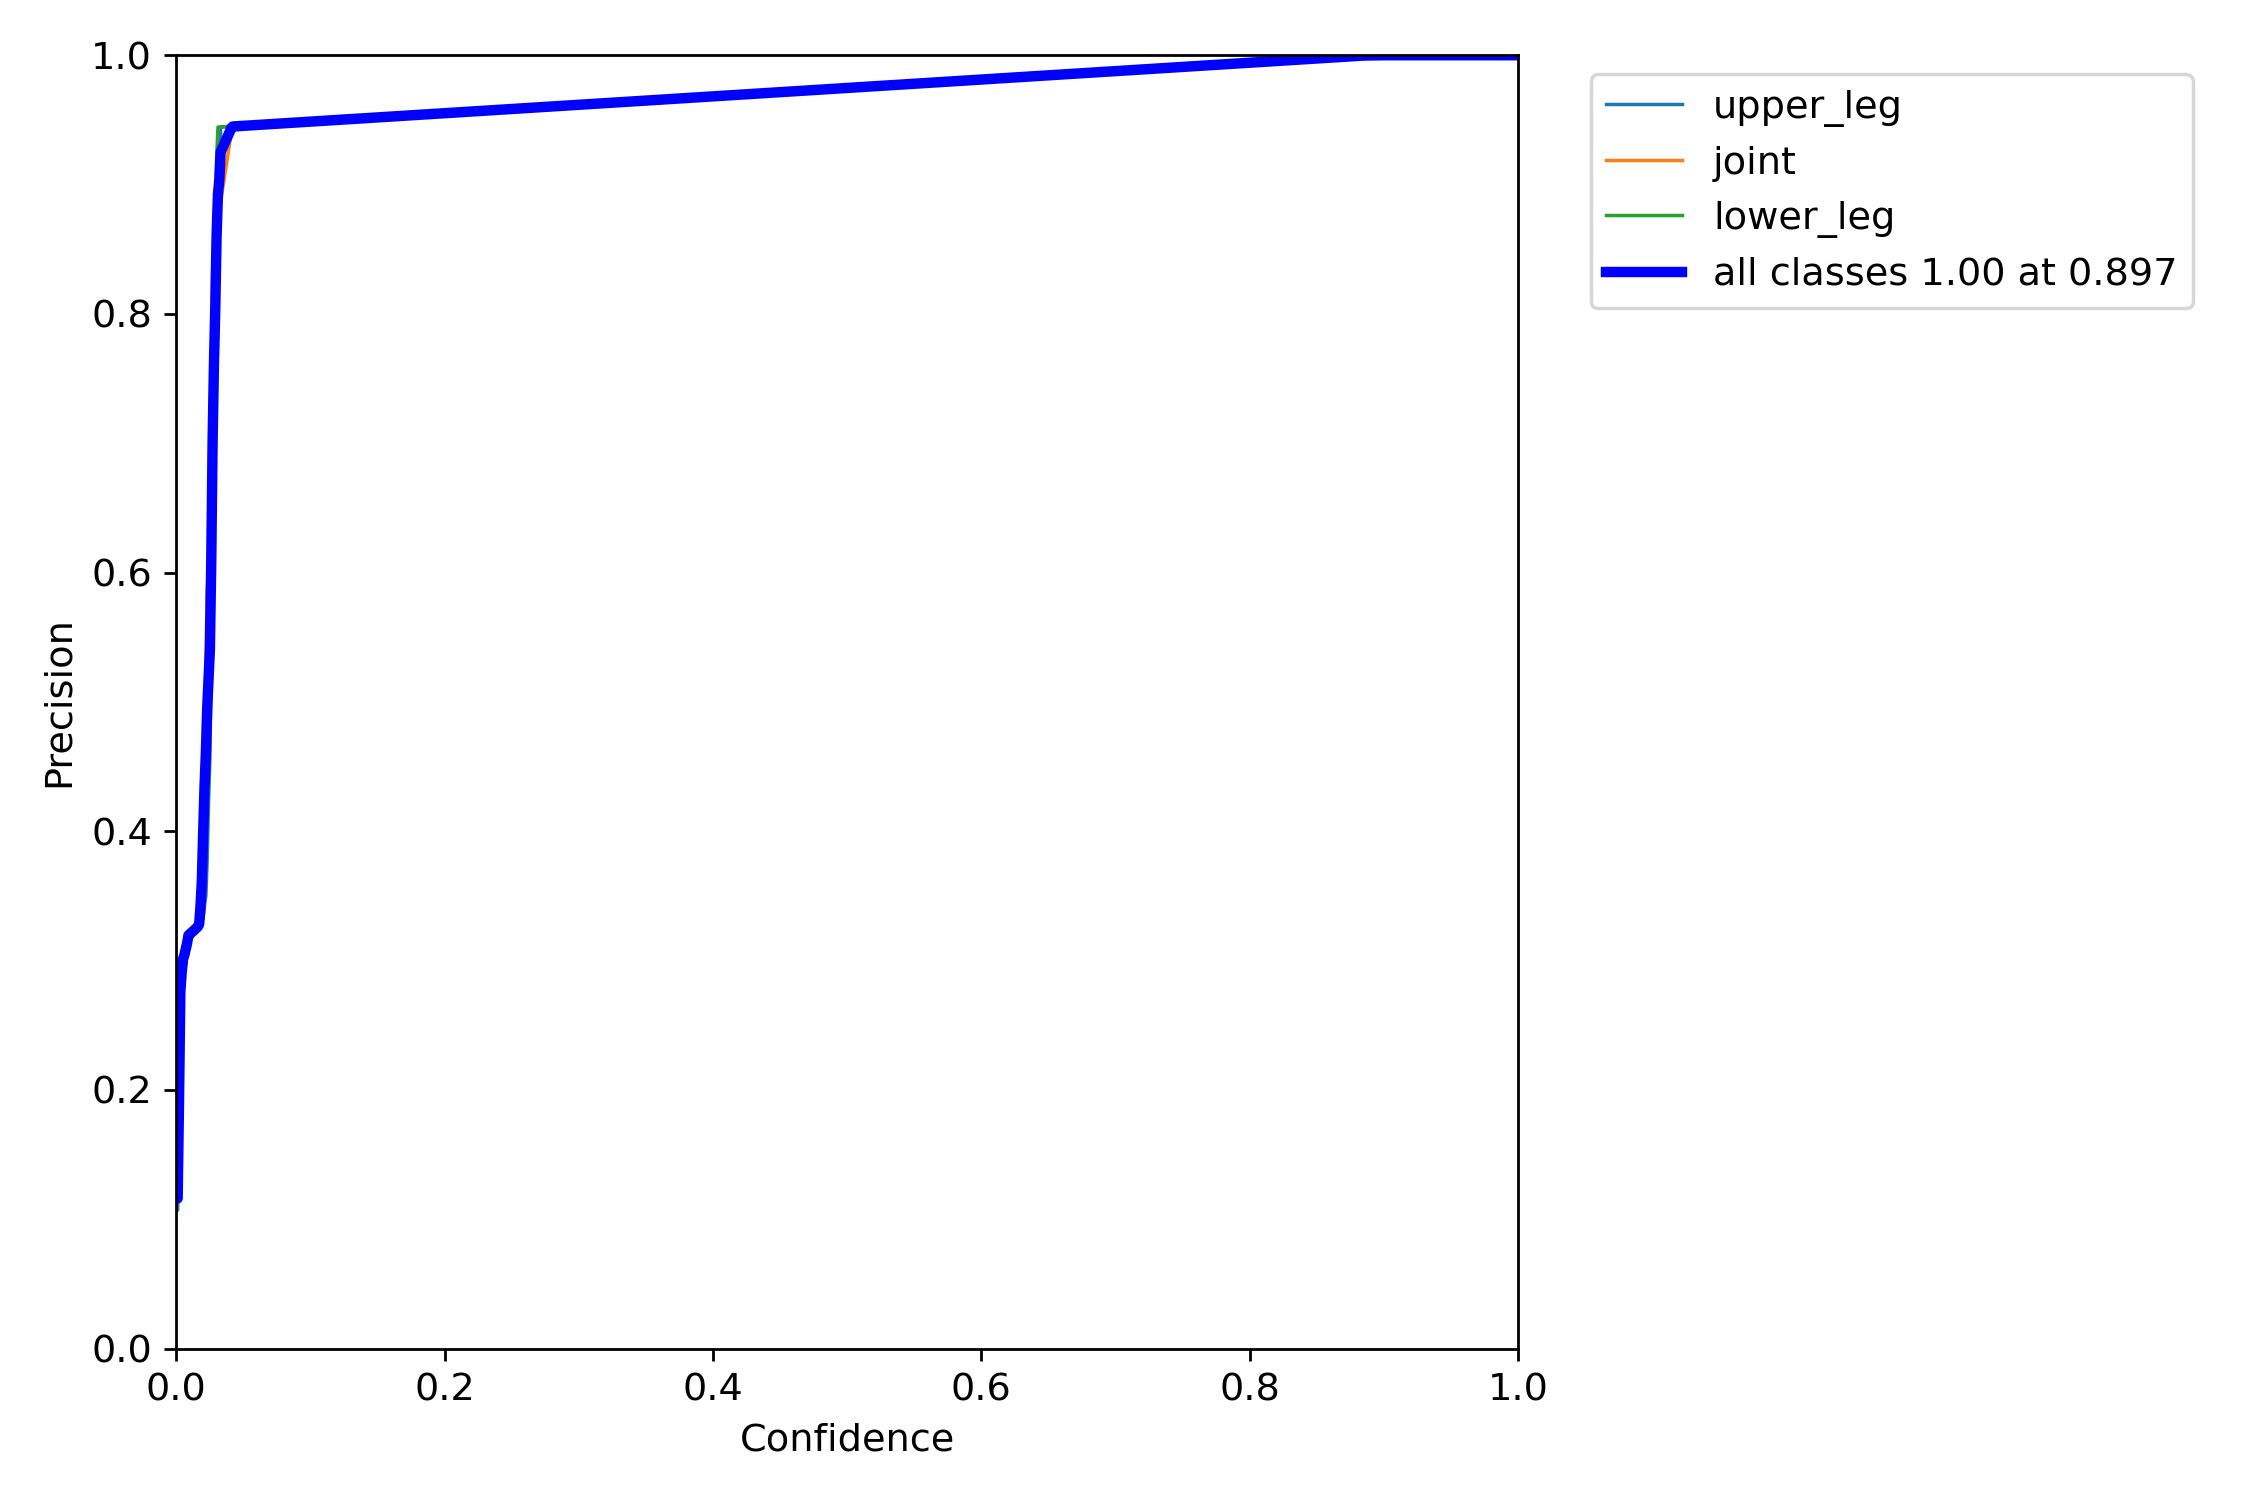 1.0
0.8
0.6
0.4
0.2
0.0
Precision
0.0 0.2 0.4 0.6 0.8 1.0
Confidence
upper_leg
joint
lower_leg
all classes 1.00 at 0.897